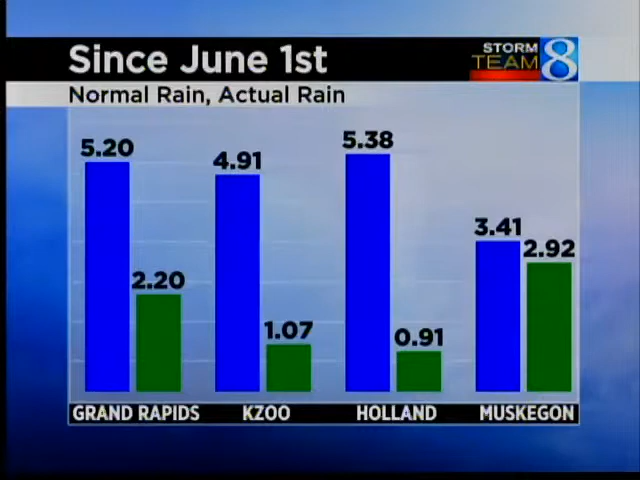 Since June 1st
STORM
TEAM 8
Normal Rain, Actual Rain
5.20
2.20
4.91
1.07
5.38
0.91
3.41
2.92
GRAND RAPIDS
KZOO
HOLLAND
MUSKEGON